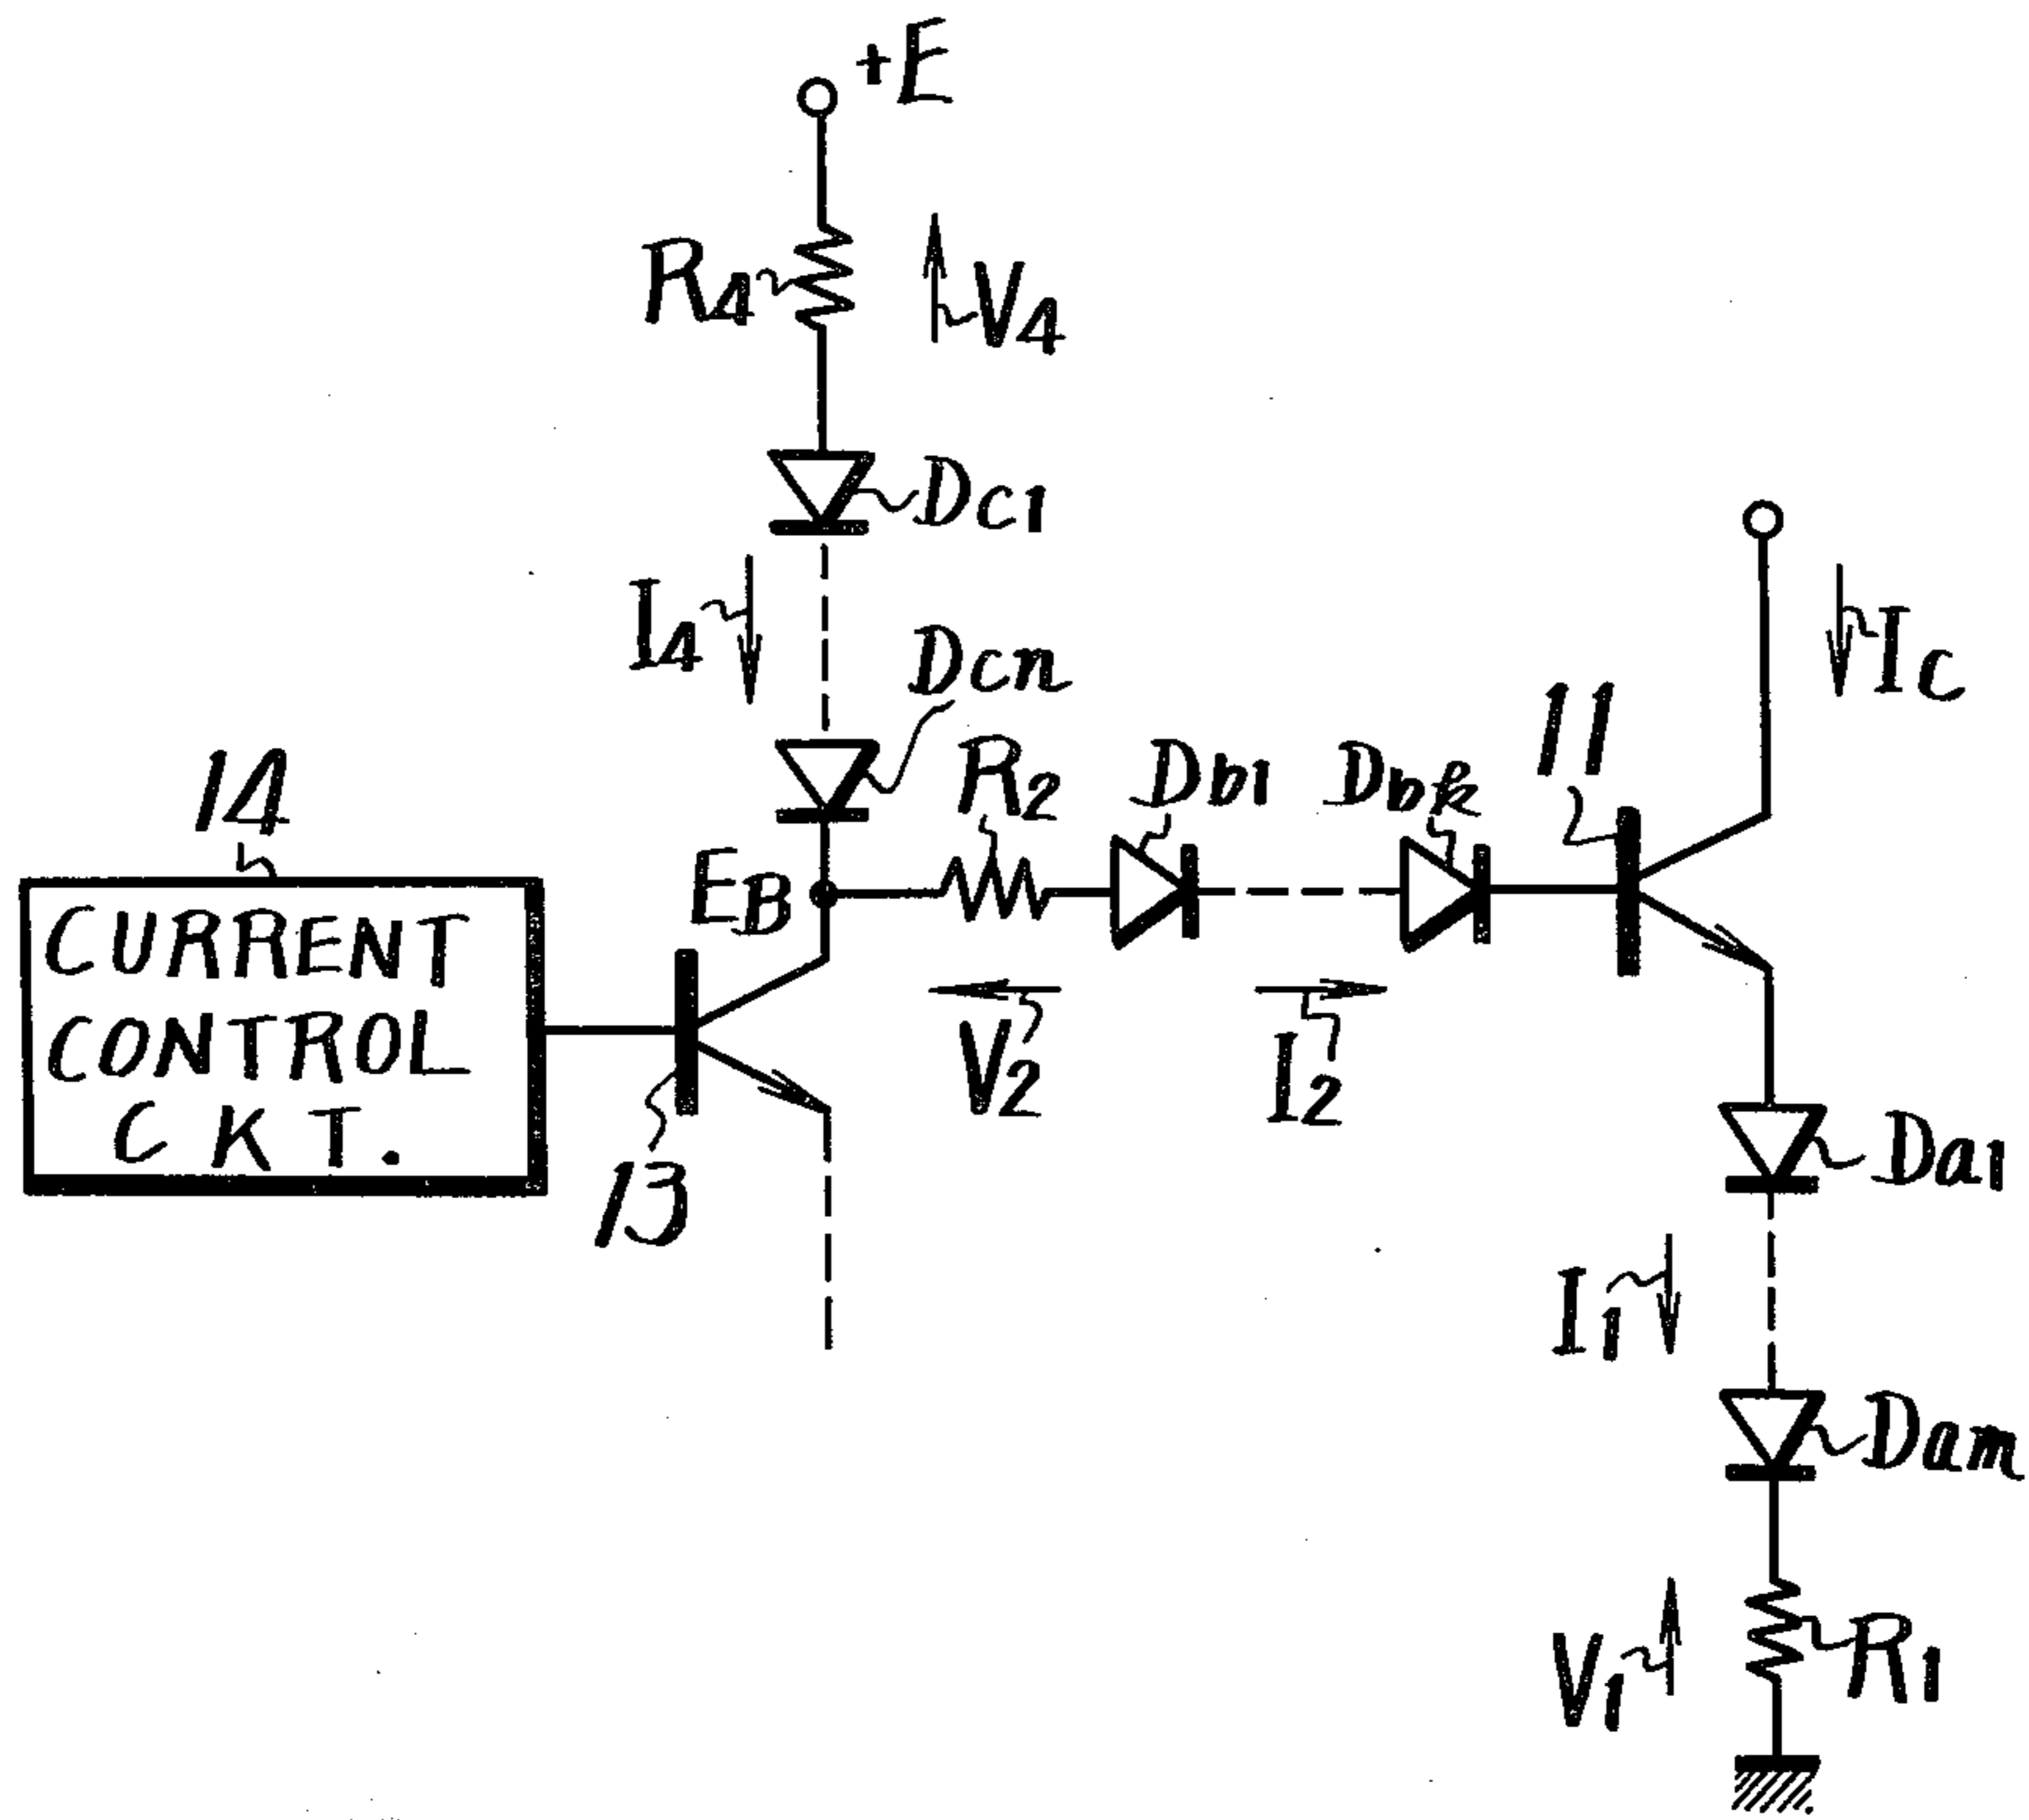 +E
R4
V4
Dc1
I4
Dcn
Ic
11
14
R2
Db1
Dbk
EB
CURRENT
CONTROL
CKT.
V2
I2
13
Da1
I1
Dam
V1
R1